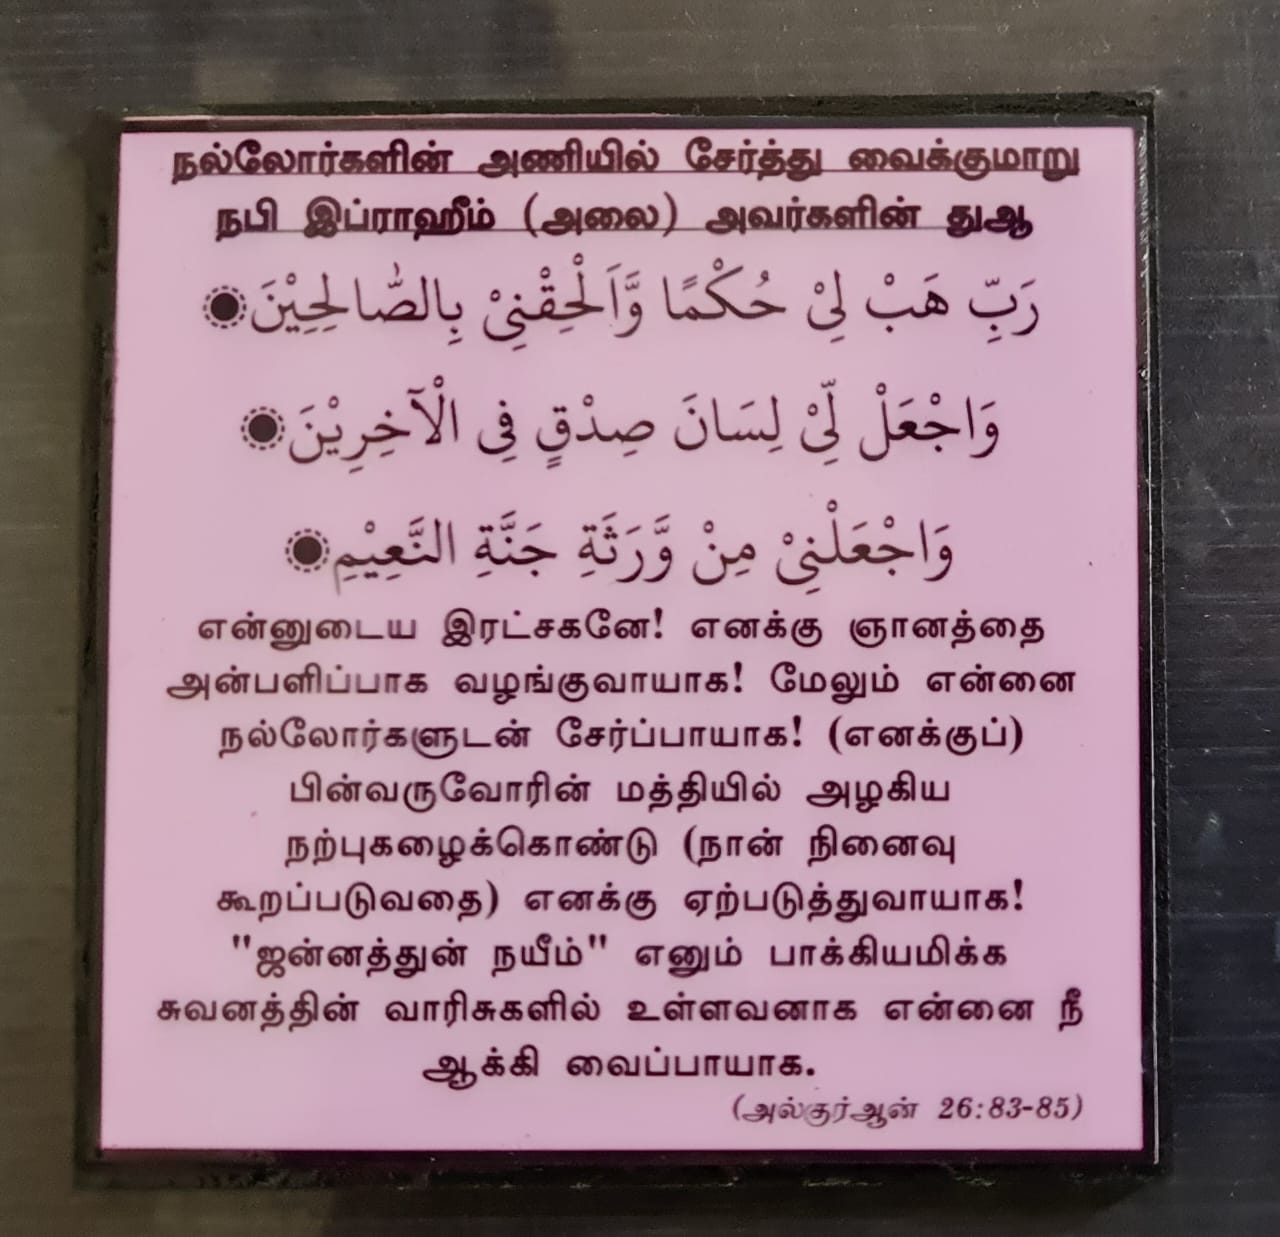 நல்லோர்களின் அணியில் சேர்த்து வைக்குமாறு
நபி இப்ராஹீம் (அலை) அவர்களின் துஆ
رَبِّ هَبْ لِيْ حُكْمًا وَّاَلْحِقْنِيْ بِالصّٰالِحِيْنَ
وَاجْعَلْ لِّيْ لِسَانَ صِدْقٍ فِي الْآخِرِيْنَ
وَاجْعَلْنِيْ مِنْ وَّرَثَةِ جَنَّةِ النَّعِيْمِ
என்னுடைய இரட்சகனே! எனக்கு ஞானத்தை
அன்பளிப்பாக வழங்குவாயாக! மேலும் என்னை
நல்லோர்களுடன் சேர்ப்பாயாக! (எனக்குப்)
பின்வருவோரின் மத்தியில் அழகிய
நற்புகழைக்கொண்டு (நான் நினைவு
கூறப்படுவதை) எனக்கு ஏற்படுத்துவாயாக!
"ஜன்னத்துன் நயீம்" எனும் பாக்கியமிக்க
சுவனத்தின் வாரிசுகளில் உள்ளவனாக என்னை நீ
ஆக்கி வைப்பாயாக.
(அல்குர்ஆன் 26:83-85)